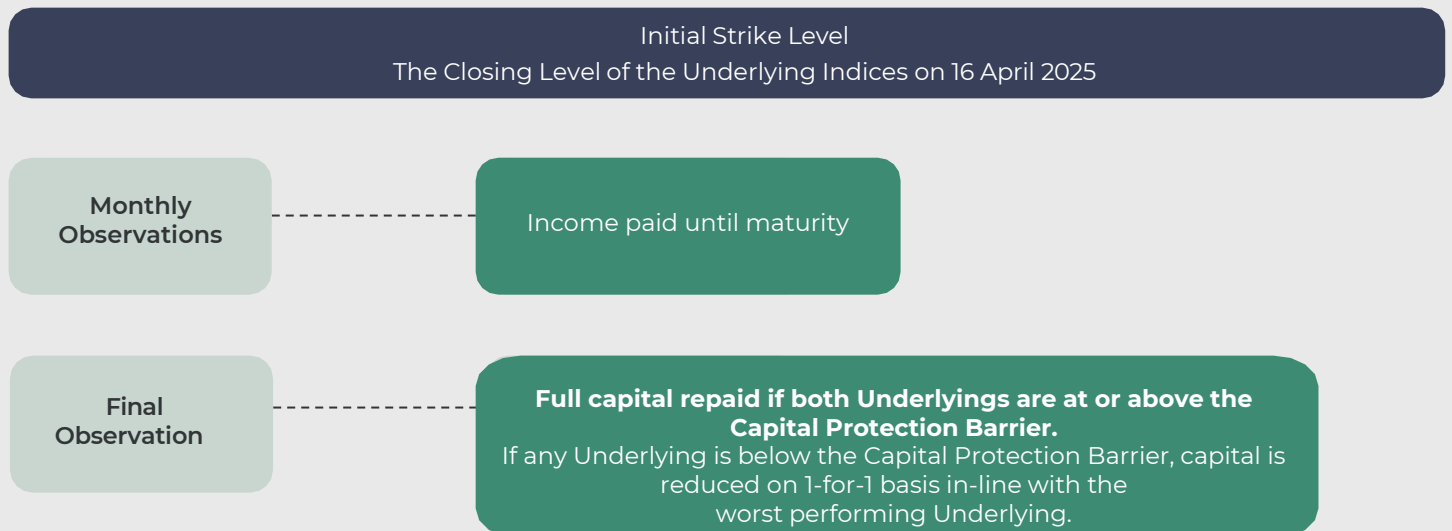 Initial Strike Level
The Closing Level of the Underlying Indices on 16 April 2025
Monthly
Observations
Income paid until maturity
Final
Observation
Full capital repaid if both Underlyings are at or above the
Capital Protection Barrier.
If any Underlying is below the Capital Protection Barrier, capital is
reduced on 1-for-1 basis in-line with the
worst performing Underlying.